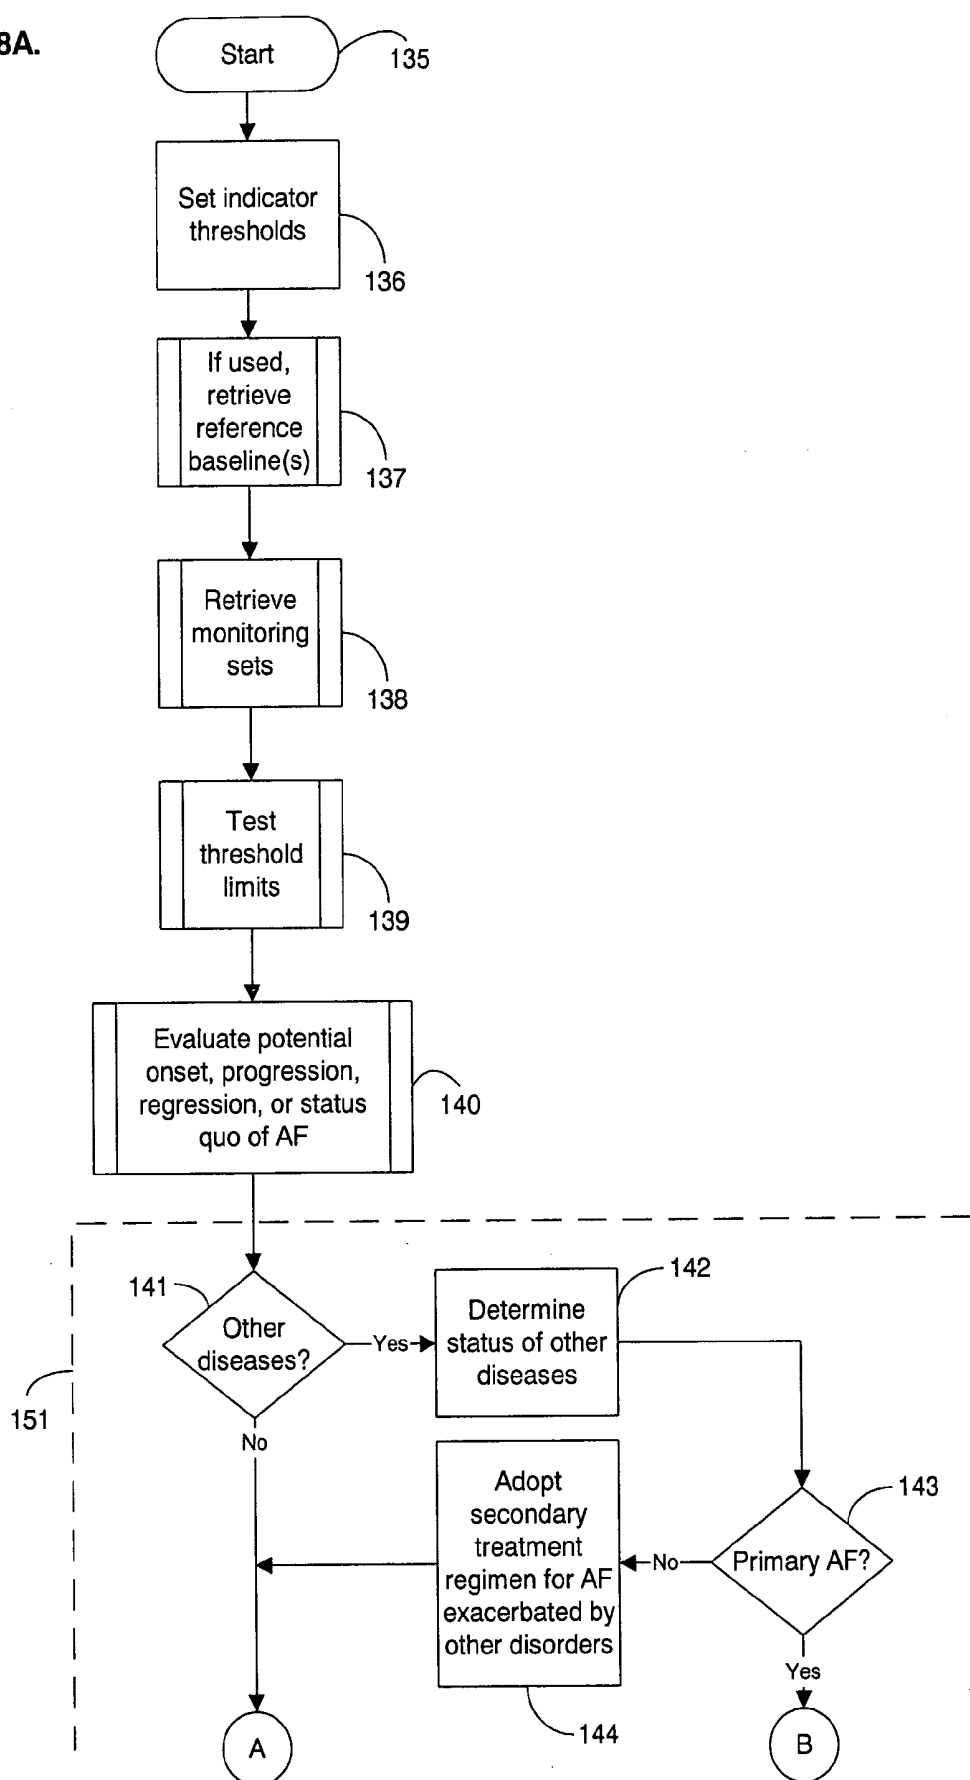 8A.
Start
135
Set indicator
thresholds
136
If used,
retrieve
reference
baseline(s)
137
Retrieve
monitoring
sets
138
Test
threshold
limits
139
Evaluate potential
onset, progression,
regression, or status
quo of AF
140
141
Other
diseases?
Yes
142
Determine
status of other
diseases
151
No
Adopt
secondary
treatment
regimen for AF
exacerbated by
other disorders
144
No
143
Primary AF?
Yes
A
B